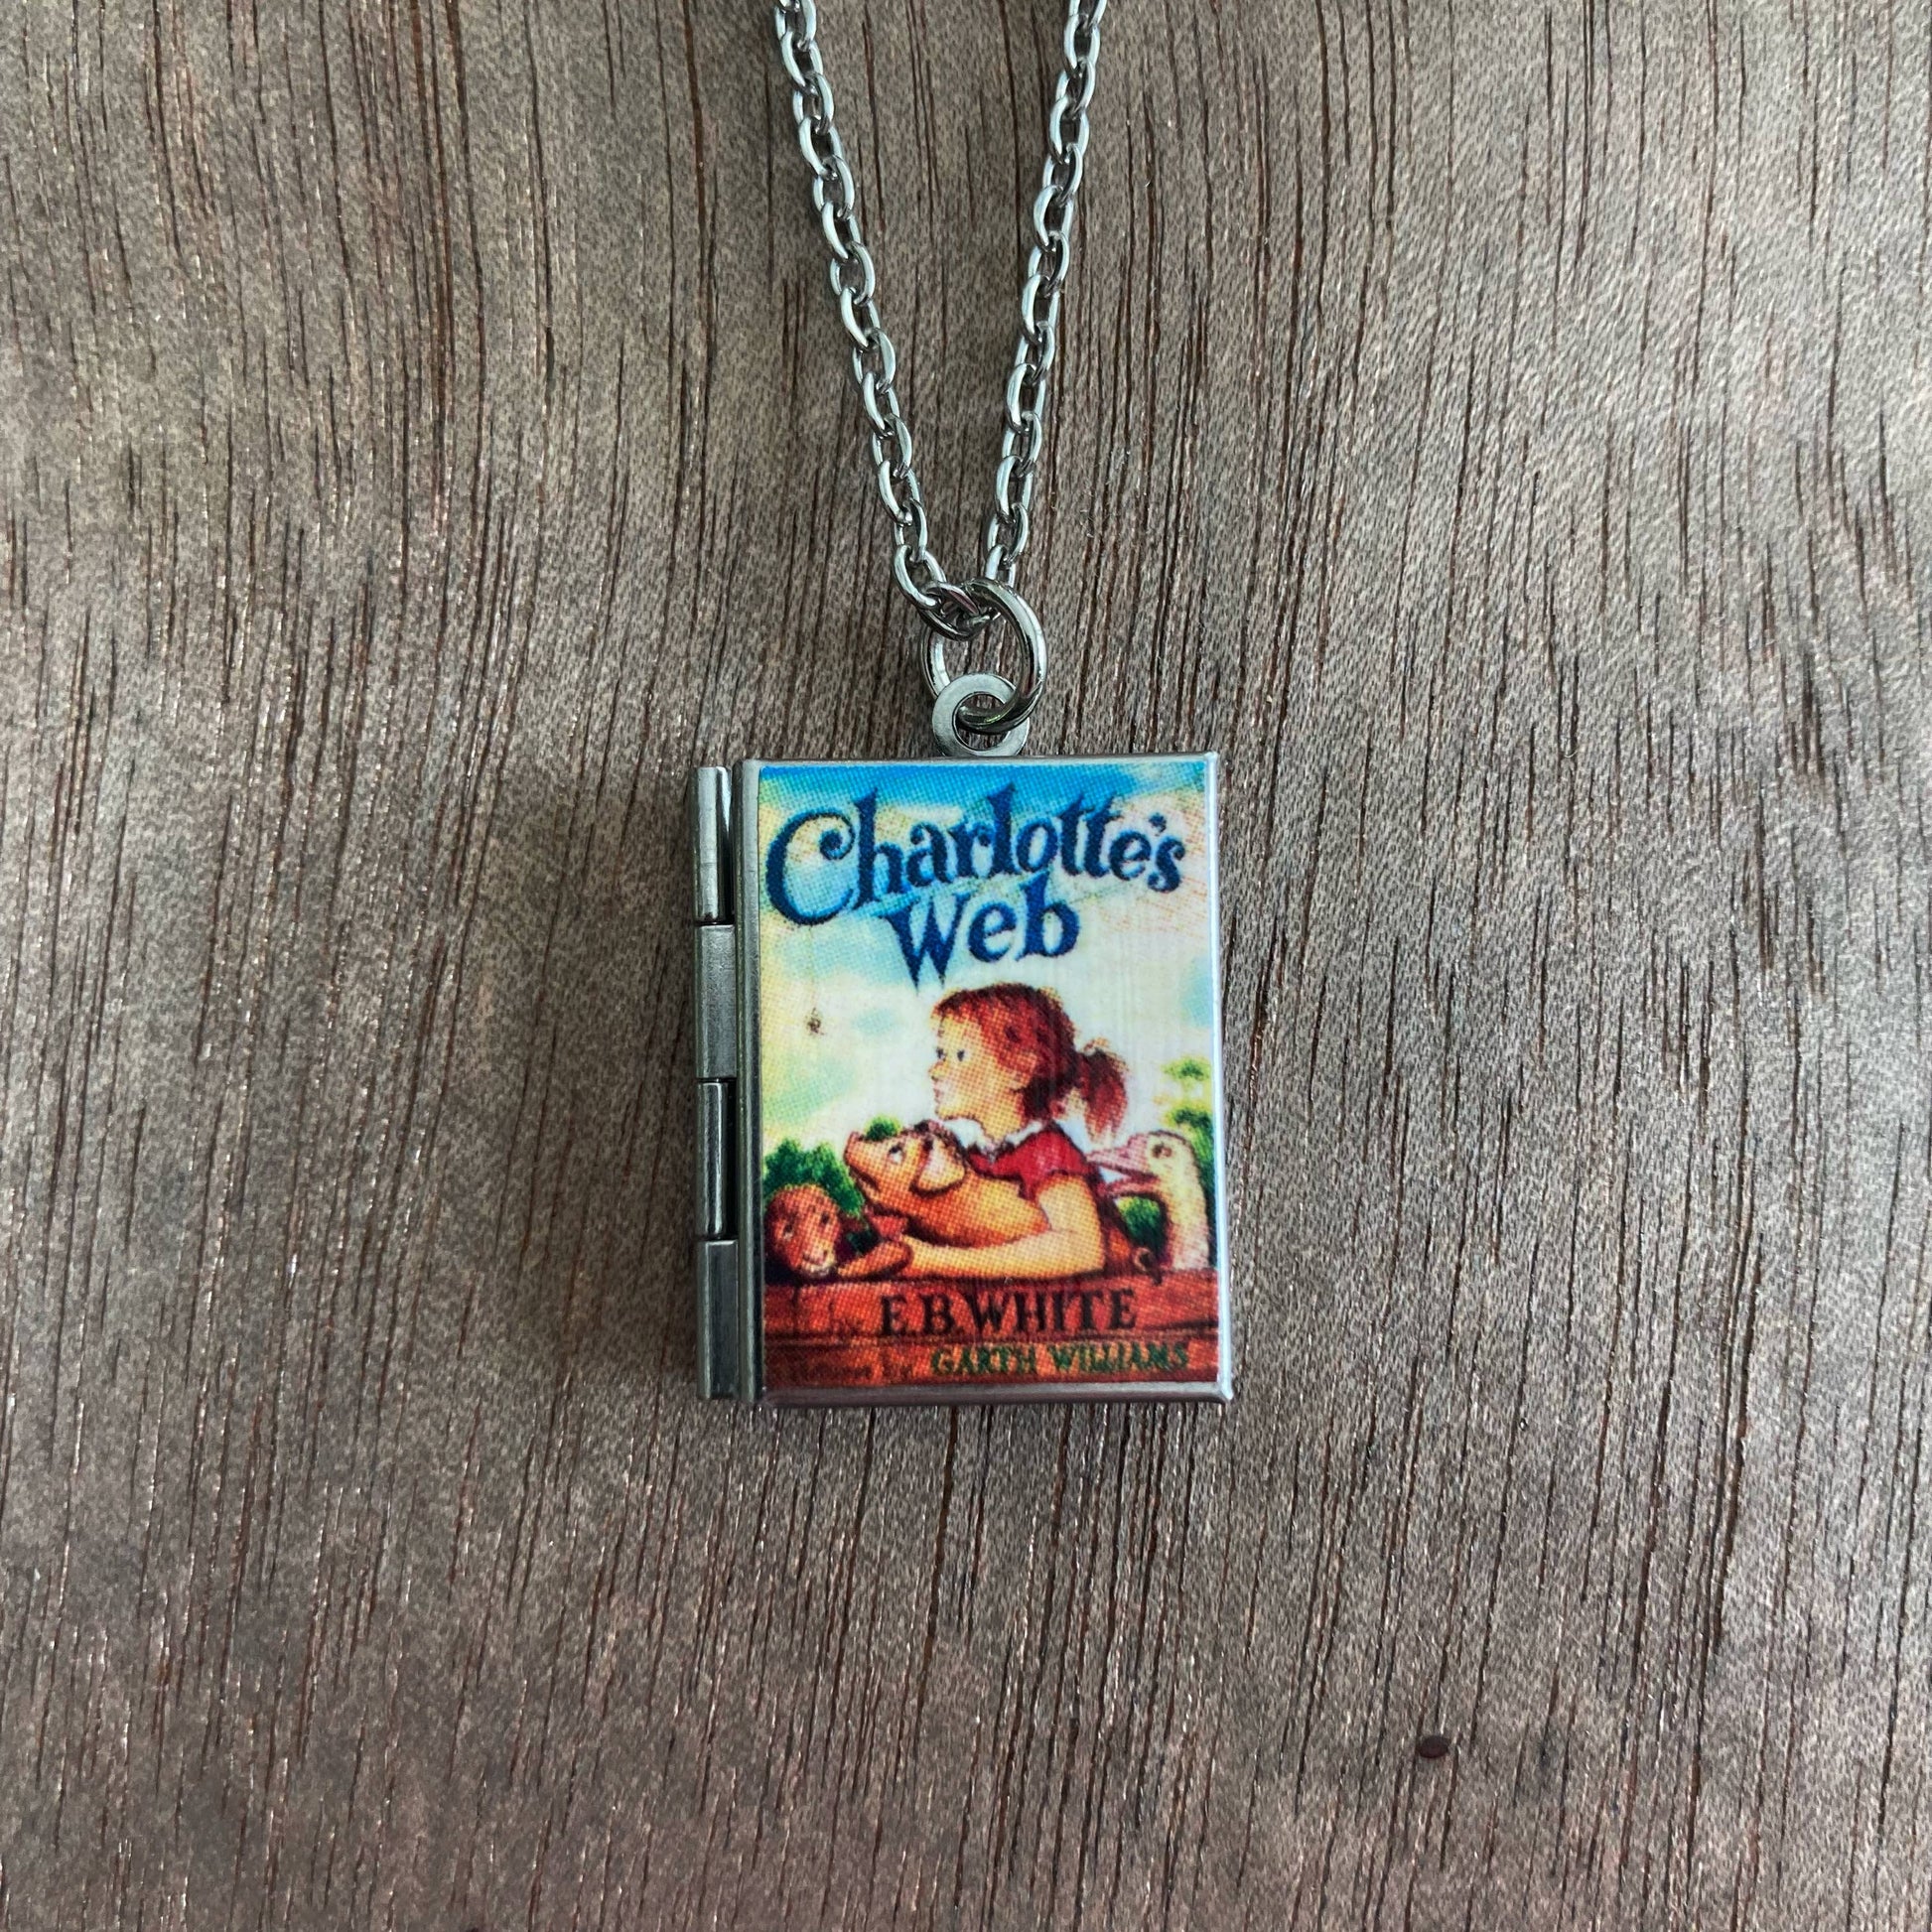 Charlotte's
Web
E.B. WHITE
GARTH WILLIAMS